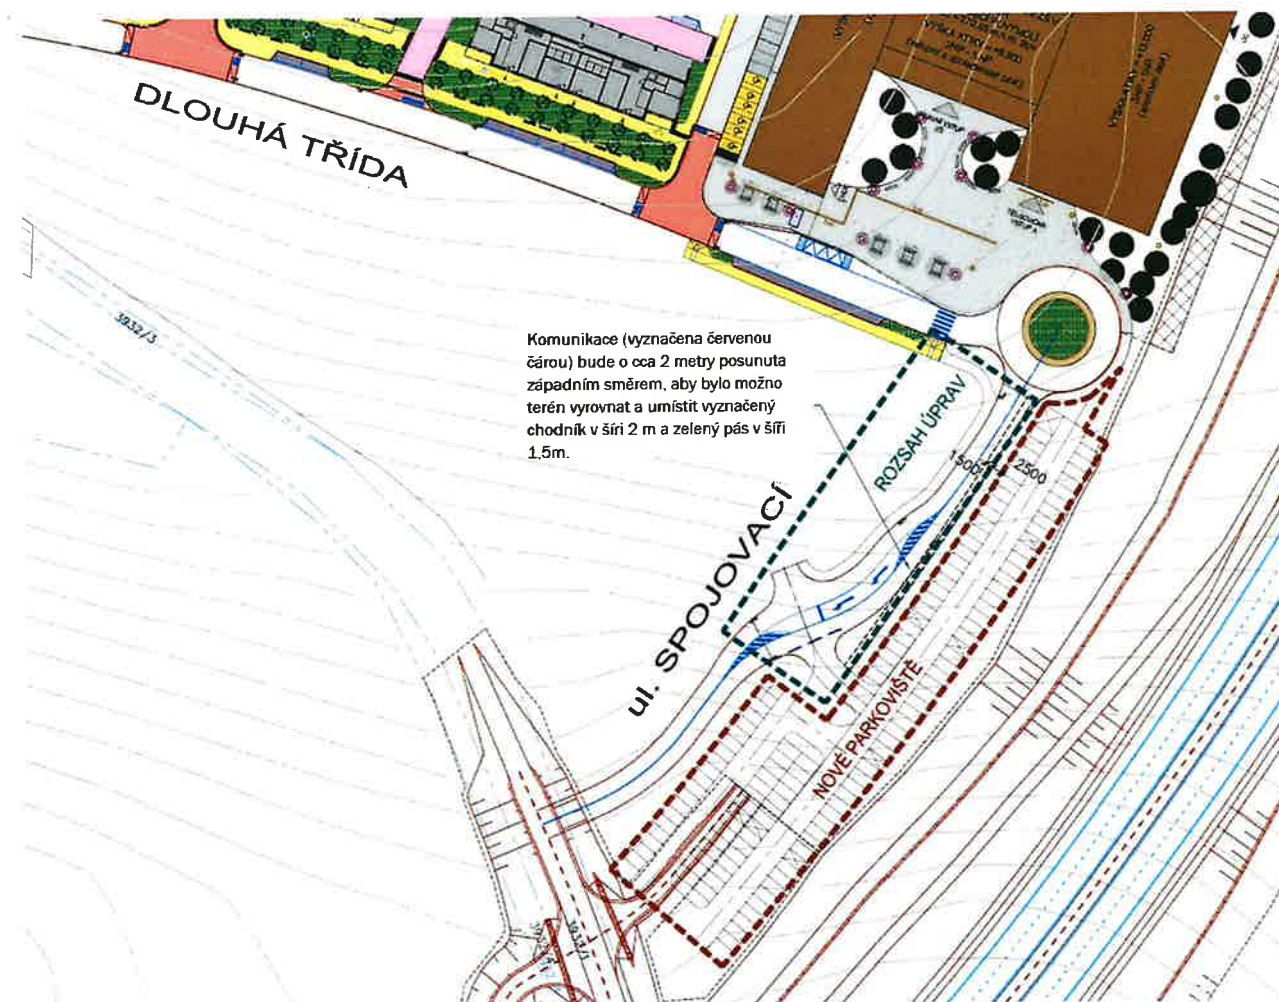 DLOUHÁ TŘÍDA
3932/3
Komunikace (vyznačena červenou
čárou) bude o cca 2 metry posunuta
západním směrem, aby bylo možno
terén vyrovnat a umístit vyznačený
chodník v šíři 2 m a zelený pás v šíři
1,5m.
ROZSAH ÚPRAV
1500
2500
ul. SPOJOVACÍ
NOVÉ PARKOVIŠTĚ